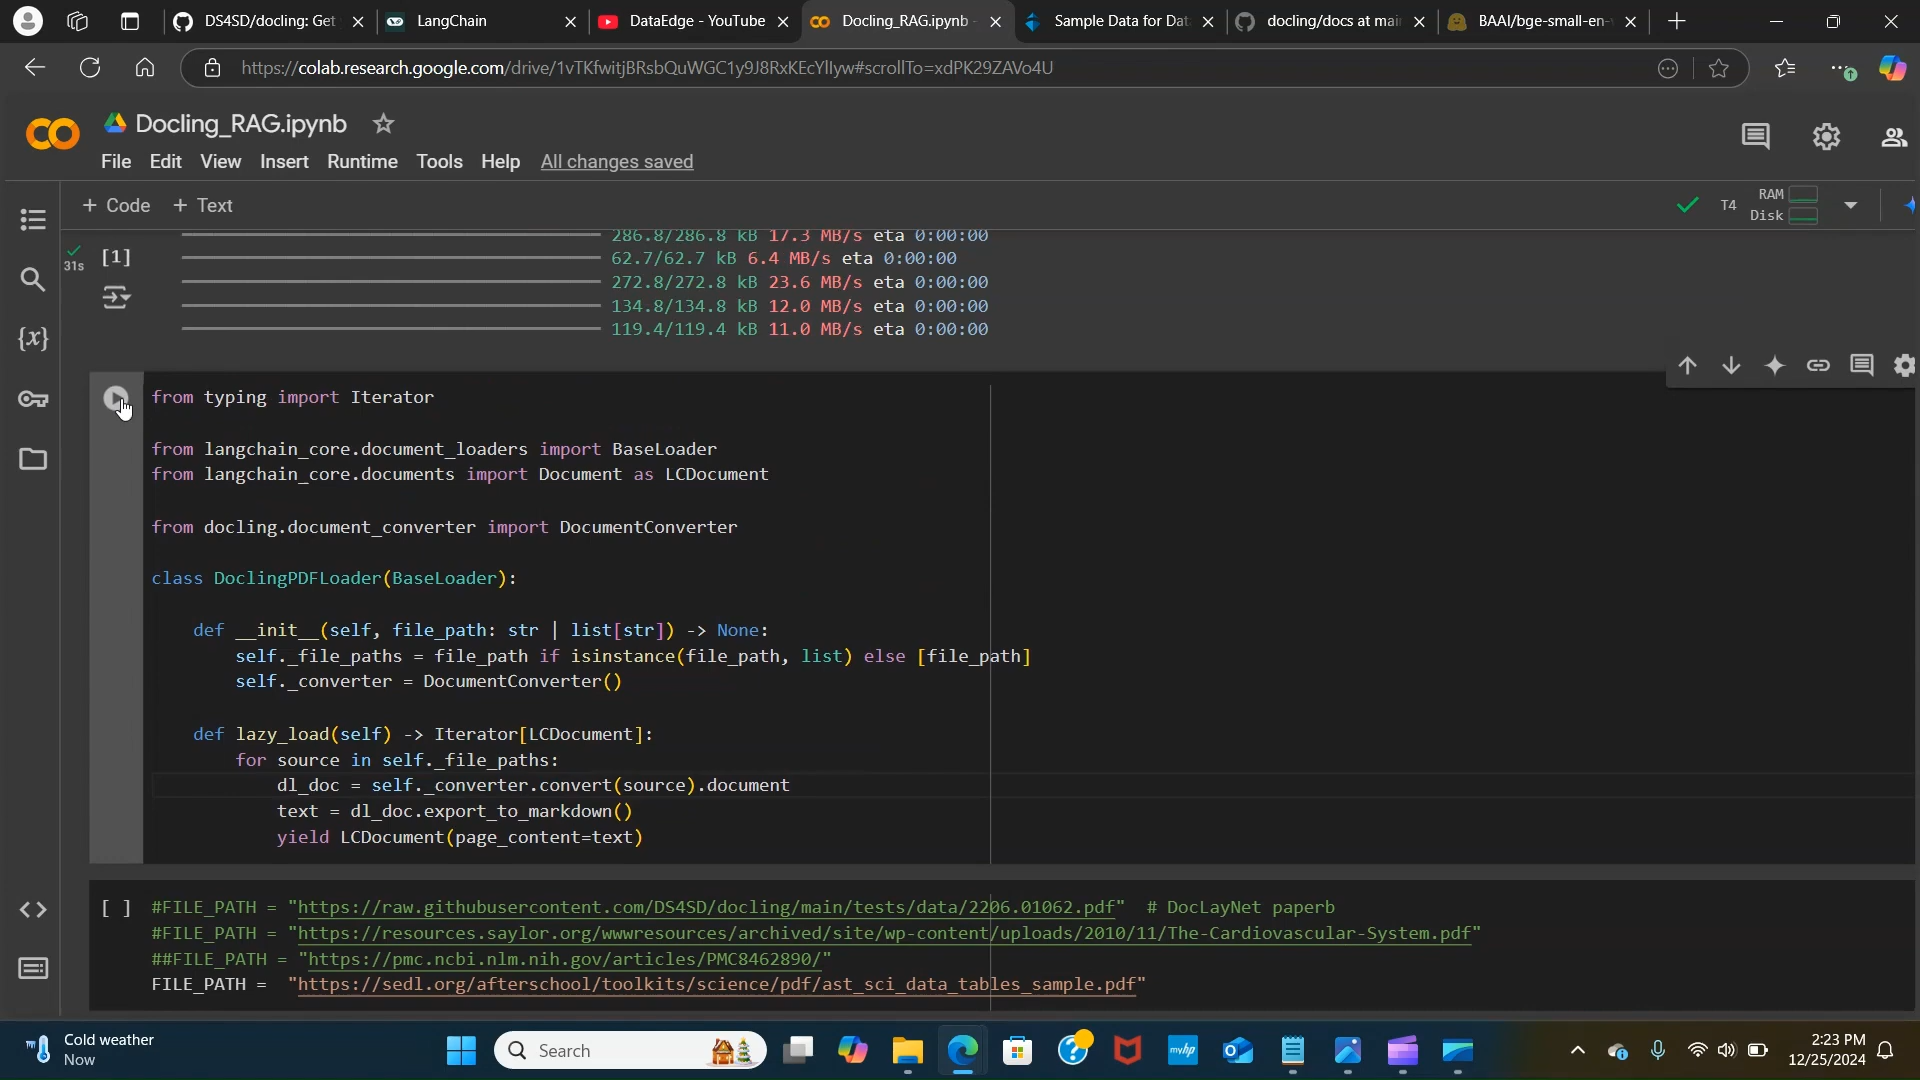 DS4SD/docling: Get
LangChain
DataEdge - YouTube
Docling_RAG.ipynb -
Sample Data for Dat
docling/docs at mai
BAAI/bge-small-en-
https://colab.research.google.com/drive/1vTKfwitjBRsbQuWGC1y9J8RxKEcYlIyw#scrollTo=xdPK29ZAVo4U
Docling_RAG.ipynb
File Edit View Insert Runtime Tools Help All changes saved
+ Code + Text
T4 RAM
Disk
286.8/286.8 kB 17.3 MB/s eta 0:00:00
31s [1] 62.7/62.7 kB 6.4 MB/s eta 0:00:00
272.8/272.8 kB 23.6 MB/s eta 0:00:00
134.8/134.8 kB 12.0 MB/s eta 0:00:00
119.4/119.4 kB 11.0 MB/s eta 0:00:00
from typing import Iterator
from langchain_core.document_loaders import BaseLoader
from langchain_core.documents import Document as LCDocument
from docling.document_converter import DocumentConverter
class DoclingPDFLoader(BaseLoader):
def __init__(self, file_path: str | list[str]) -> None:
self._file_paths = file_path if isinstance(file_path, list) else [file_path]
self._converter = DocumentConverter()
def lazy_load(self) -> Iterator[LCDocument]:
for source in self._file_paths:
dl_doc = self._converter.convert(source).document
text = dl_doc.export_to_markdown()
yield LCDocument(page_content=text)
[ ] #FILE_PATH = "https://raw.githubusercontent.com/DS4SD/docling/main/tests/data/2206.01062.pdf" # DocLayNet paperb
#FILE_PATH = "https://resources.saylor.org/wwwresources/archived/site/wp-content/uploads/2010/11/The-Cardiovascular-System.pdf"
##FILE_PATH = "https://pmc.ncbi.nlm.nih.gov/articles/PMC8462890/"
FILE_PATH = "https://sedl.org/afterschool/toolkits/science/pdf/ast_sci_data_tables_sample.pdf"
Cold weather
Now
Search
myhp
2:23 PM
12/25/2024